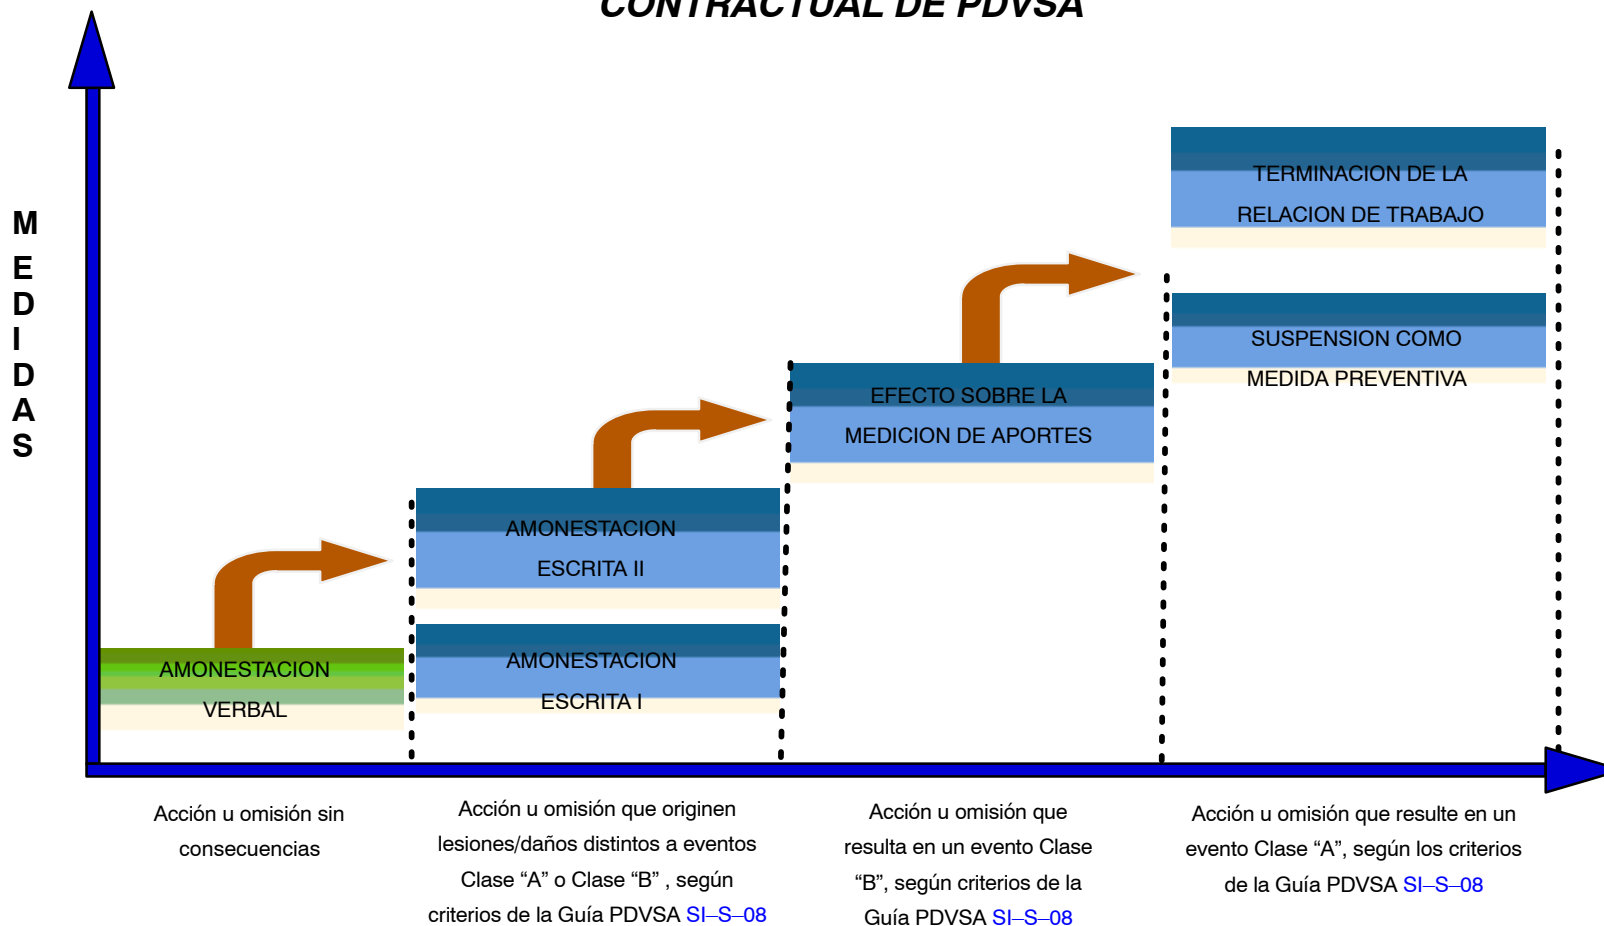 CONTRACTUAL DE PDVSA
M
E
D
I
D
A
S
TERMINACION DE LA
RELACION DE TRABAJO
SUSPENSION COMO
MEDIDA PREVENTIVA
EFECTO SOBRE LA
MEDICION DE APORTES
AMONESTACION
ESCRITA II
AMONESTACION
ESCRITA I
AMONESTACION
VERBAL
Acción u omisión sin
consecuencias
Acción u omisión que originen
lesiones/daños distintos a eventos
Clase “A” o Clase “B” , según
criterios de la Guía PDVSA SI–S–08
Acción u omisión que
resulta en un evento Clase
“B”, según criterios de la
Guía PDVSA SI–S–08
Acción u omisión que resulte en un
evento Clase “A”, según los criterios
de la Guía PDVSA SI–S–08